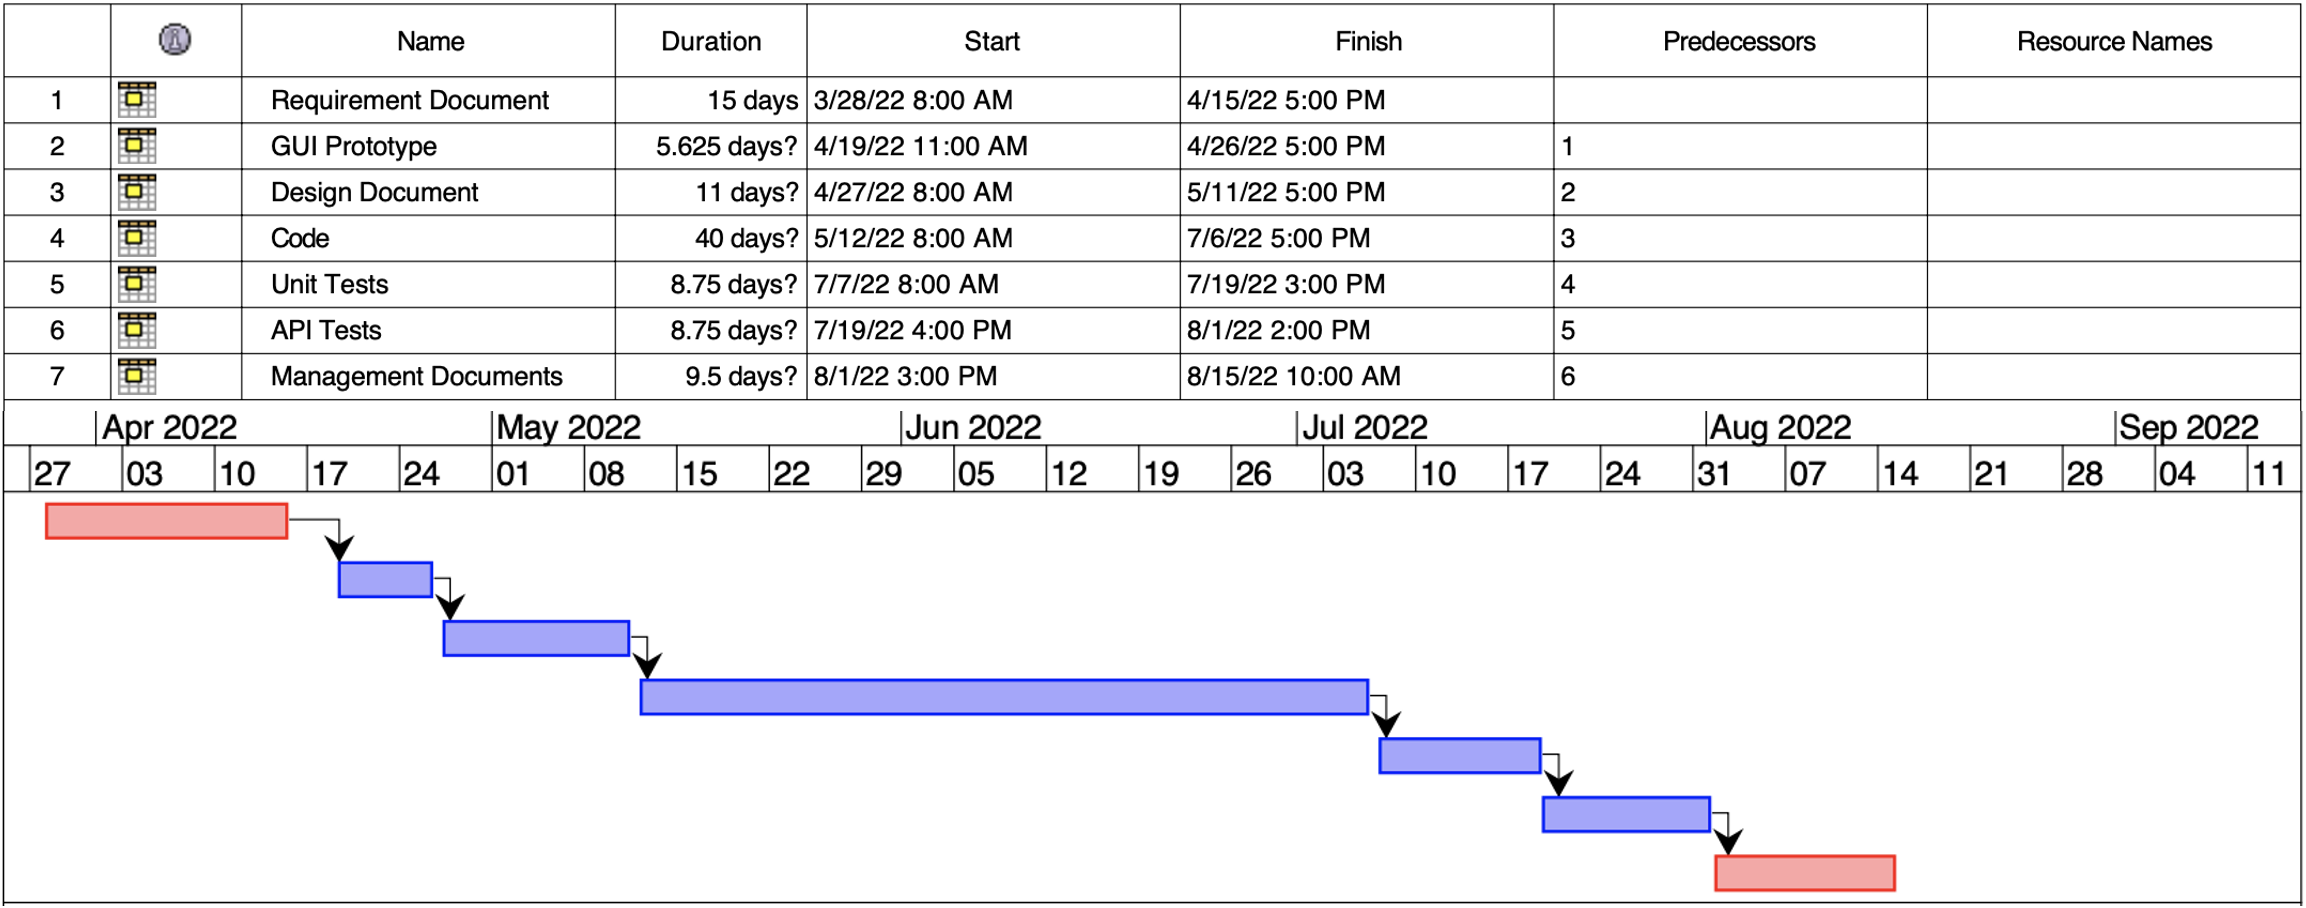 Name Duration Start Finish Predecessors Resource Names
1 Requirement Document 15 days 3/28/22 8:00 AM 4/15/22 5:00 PM
2 GUI Prototype 5.625 days? 4/19/22 11:00 AM 4/26/22 5:00 PM 1
3 Design Document 11 days? 4/27/22 8:00 AM 5/11/22 5:00 PM 2
4 Code 40 days? 5/12/22 8:00 AM 7/6/22 5:00 PM 3
5 Unit Tests 8.75 days? 7/7/22 8:00 AM 7/19/22 3:00 PM 4
6 API Tests 8.75 days? 7/19/22 4:00 PM 8/1/22 2:00 PM 5
7 Management Documents 9.5 days? 8/1/22 3:00 PM 8/15/22 10:00 AM 6
Apr 2022 May 2022 Jun 2022 Jul 2022 Aug 2022 Sep 2022
27 03 10 17 24 01 08 15 22 29 05 12 19 26 03 10 17 24 31 07 14 21 28 04 11